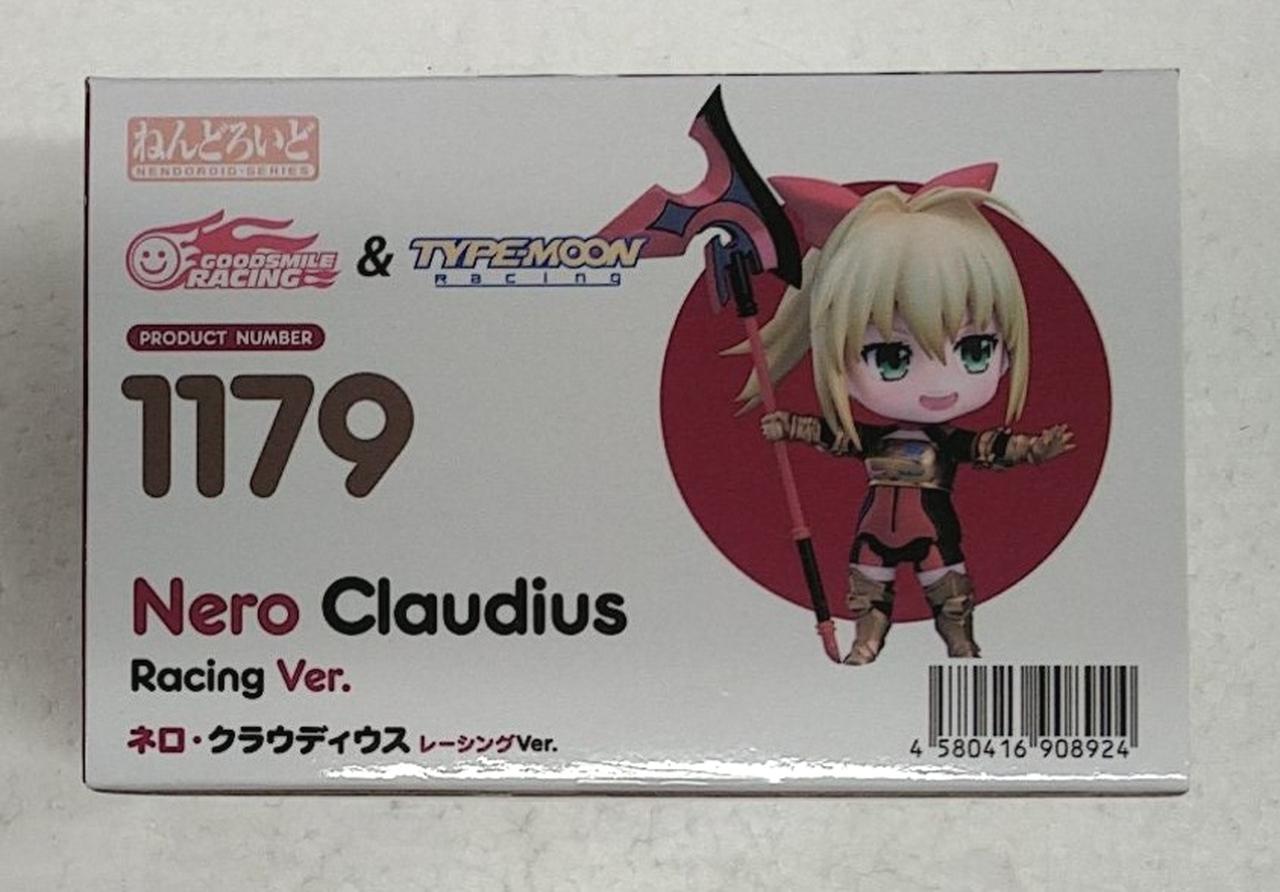 ねんどろいど
NENDOROID·SERIES
GOODSMILE RACING & TYPE-MOON Racing
PRODUCT NUMBER
1179
Nero Claudius
Racing Ver.
ネロ・クラウディウス レーシングVer.
4 580416 908924